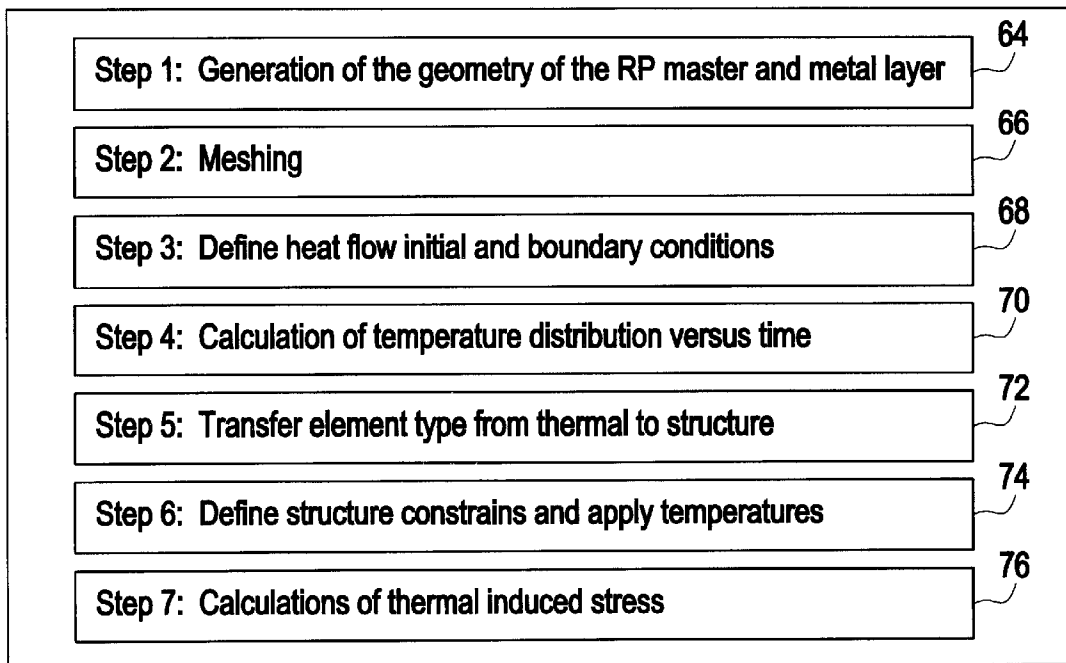 64
Step 1: Generation of the geometry of the RP master and metal layer
66
Step 2: Meshing
68
Step 3: Define heat flow initial and boundary conditions
70
Step 4: Calculation of temperature distribution versus time
72
Step 5: Transfer element type from thermal to structure
74
Step 6: Define structure constrains and apply temperatures
76
Step 7: Calculations of thermal induced stress